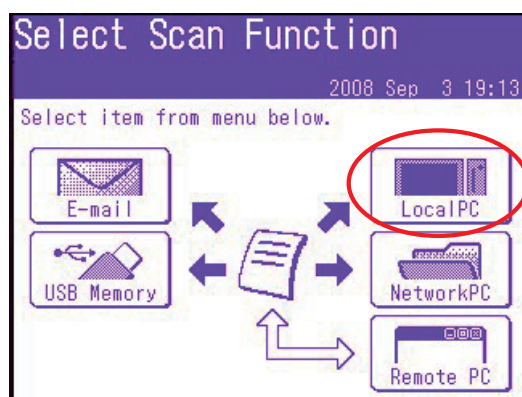 Select Scan Function
2008 Sep 3 19:13
Select item from menu below.
E-mail
LocalPC
USB Memory
NetworkPC
Remote PC